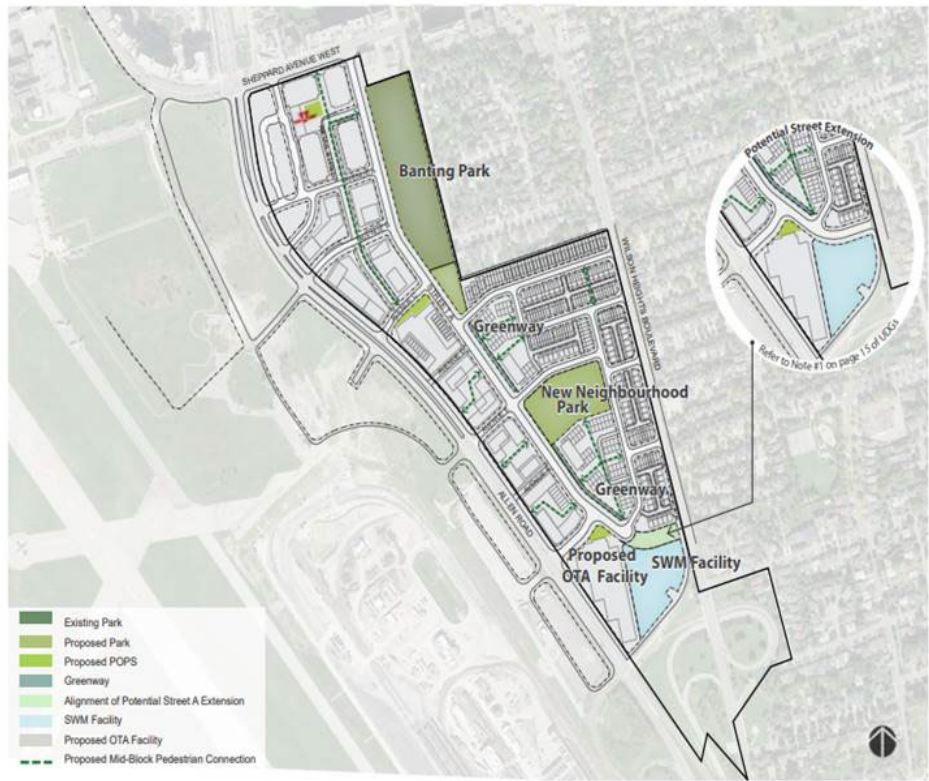 SHEPPARD AVENUE WEST
Potential Street Extension
Banting Park
WILSON HEIGHTS BOULEVARD
Greenway
Refer to Note #1 on page 15 of UDGs
New Neighbourhood
Park
Greenway
ALLEN ROAD
Proposed
OTA Facility
SWM Facility
Existing Park
Proposed Park
Proposed POPS
Greenway
Alignment of Potential Street A Extension
SWM Facility
Proposed OTA Facility
Proposed Mid-Block Pedestrian Connection